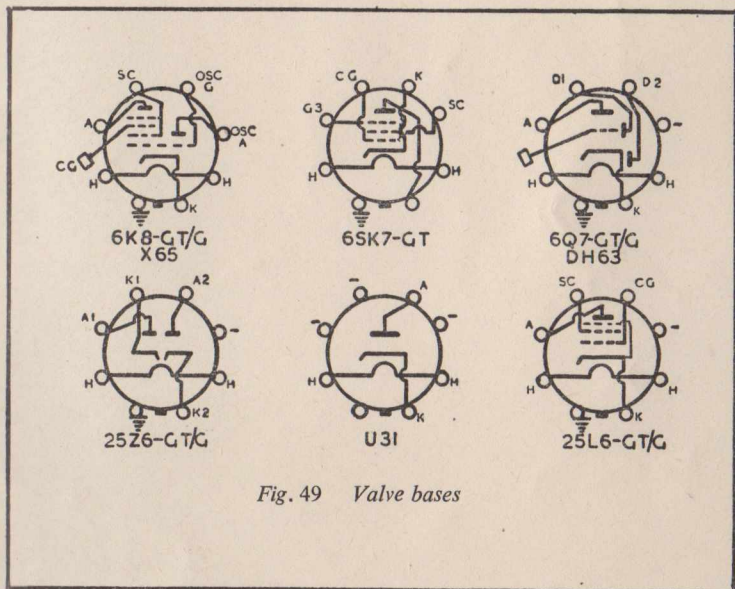 SC OSC G
A OSC A
CG
H H
K
6K8-GT/G
X65
CG K
G3 SC
H H
6SK7-GT
D1 D2
A -
H H
K
6Q7-GT/G
DH63
K1 A2
A1 -
H H
K2
25Z6-GT/G
- A
- -
H H
K
U31
SC CG
A -
H H
K
25L6-GT/G
Fig. 49 Valve bases